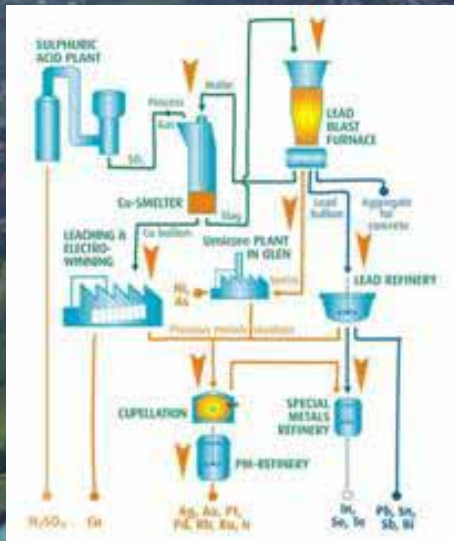 SULPHURIC
ACID PLANT
Process
Gas
SO₂
Matte
Cu-SMELTER
Slag
Cu bullion
LEAD
BLAST
FURNACE
Lead
bullion
Aggregate
for
concrete
LEACHING &
ELECTRO-
WINNING
Umicore PLANT
IN OLEN
Speiss
Ni,
As
LEAD REFINERY
Precious metals residues
CUPELLATION
SPECIAL
METALS
REFINERY
PM-REFINERY
H₂SO₄
Cu
Ag, Au, Pt,
Pd, Rh, Ru, Ir
In,
Se, Te
Pb, Sn,
Sb, Bi